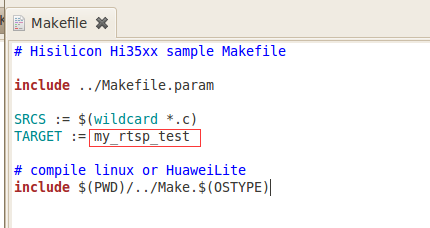 Makefile
# Hisilicon Hi35xx sample Makefile
include ../Makefile.param
SRCS := $(wildcard *.c)
TARGET := my_rtsp_test
# compile linux or HuaweiLite
include $(PWD)/../Make.$(OSTYPE)